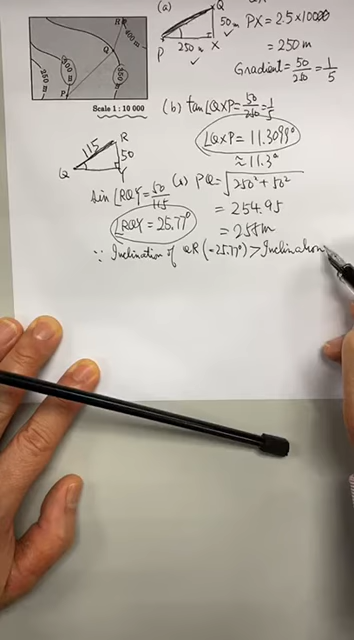 (a)
Q
50m
250 m
P
X
PX = 2.5 × 10000
= 250 m
Gradient = 50/250 = 1/5
R
400 m
Q
350 m
300 m
250 m
P
Scale 1 : 10 000
(b) tan∠QXP = 50/250 = 1/5
∠QXP = 11.3099°
≈ 11.3°
115
R
50
Q
Y
sin∠RQY = 50/115
∠RQY = 25.77°
PQ = √250² + 50²
= 254.95
= 255 m
∵ Inclination of QR (=25.77°) > Inclination